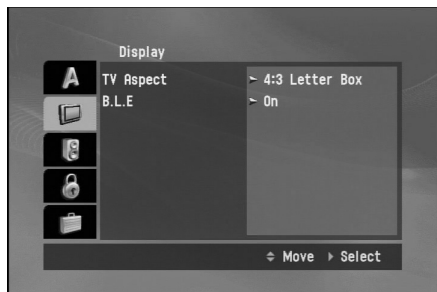 Display
A
TV Aspect
4:3 Letter Box
B.L.E
On
Move
Select